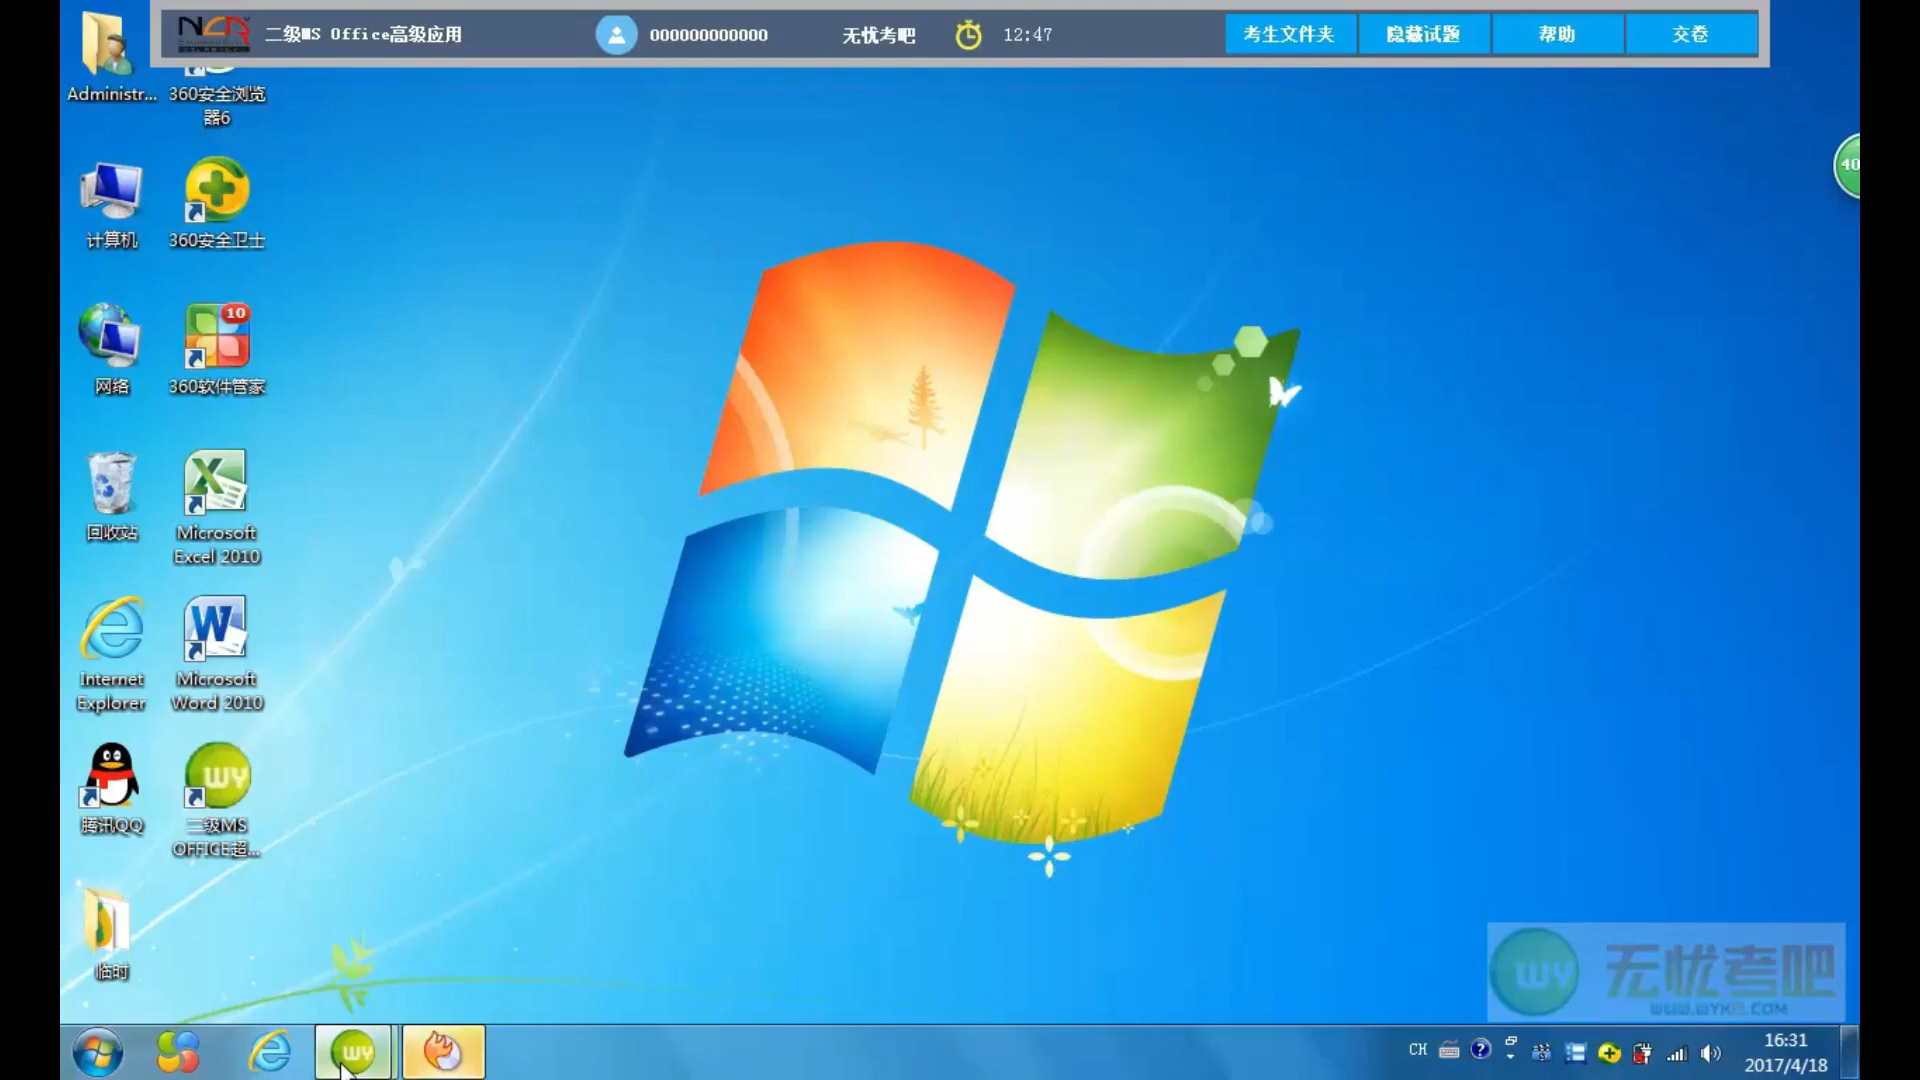 NCR
二级MS Office高级应用
000000000000
无忧考吧
12:47
考生文件夹
隐藏试题
帮助
交卷
Administr...
360安全浏览
器6
40
计算机
360安全卫士
网络
10
360软件管家
回收站
Microsoft
Excel 2010
Internet
Explorer
Microsoft
Word 2010
腾讯QQ
WY
二级MS
OFFICE超...
临时
WY
无忧考吧
WY
CH
16:31
2017/4/18